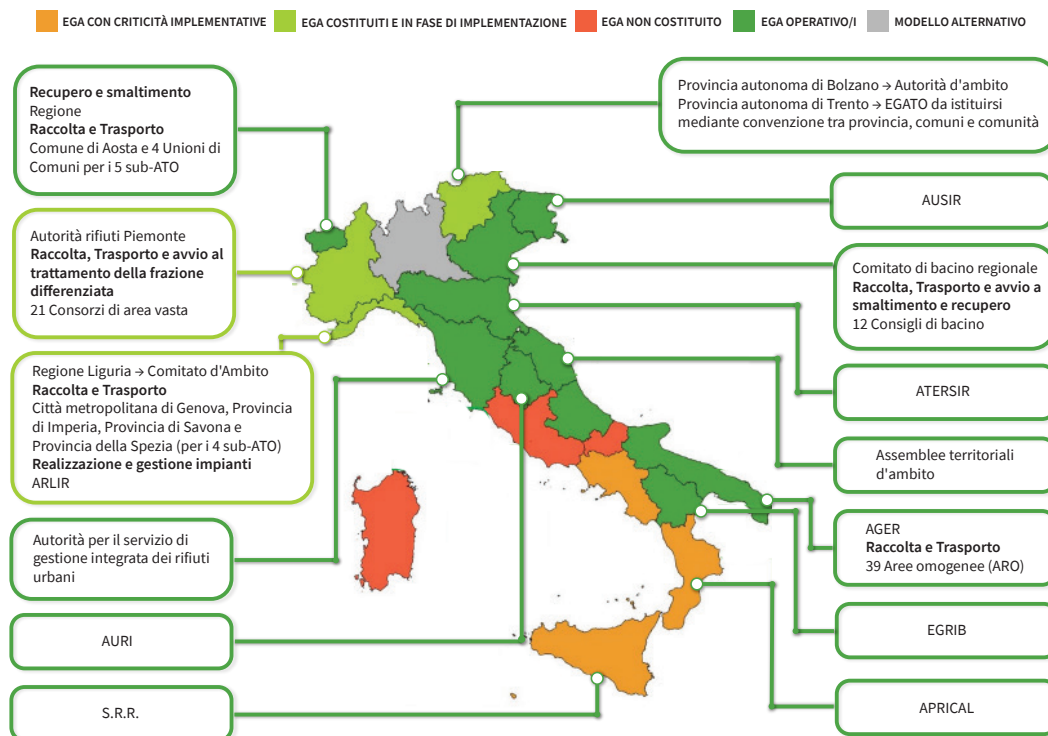 EGA CON CRITICITÀ IMPLEMENTATIVE
EGA COSTITUITI E IN FASE DI IMPLEMENTAZIONE
EGA NON COSTITUITO
EGA OPERATIVO/I
MODELLO ALTERNATIVO
Recupero e smaltimento
Regione
Raccolta e Trasporto
Comune di Aosta e 4 Unioni di
Comuni per i 5 sub-ATO
Autorità rifiuti Piemonte
Raccolta, Trasporto e avvio al
trattamento della frazione
differenziata
21 Consorzi di area vasta
Regione Liguria → Comitato d'Ambito
Raccolta e Trasporto
Città metropolitana di Genova, Provincia
di Imperia, Provincia di Savona e
Provincia della Spezia (per i 4 sub-ATO)
Realizzazione e gestione impianti
ARLIR
Autorità per il servizio di
gestione integrata dei rifiuti
urbani
AURI
S.R.R.
Provincia autonoma di Bolzano → Autorità d'ambito
Provincia autonoma di Trento → EGATO da istituirsi
mediante convenzione tra provincia, comuni e comunità
AUSIR
Comitato di bacino regionale
Raccolta, Trasporto e avvio a
smaltimento e recupero
12 Consigli di bacino
ATERSIR
Assemblee territoriali
d'ambito
AGER
Raccolta e Trasporto
39 Aree omogenee (ARO)
EGRIB
APRICAL